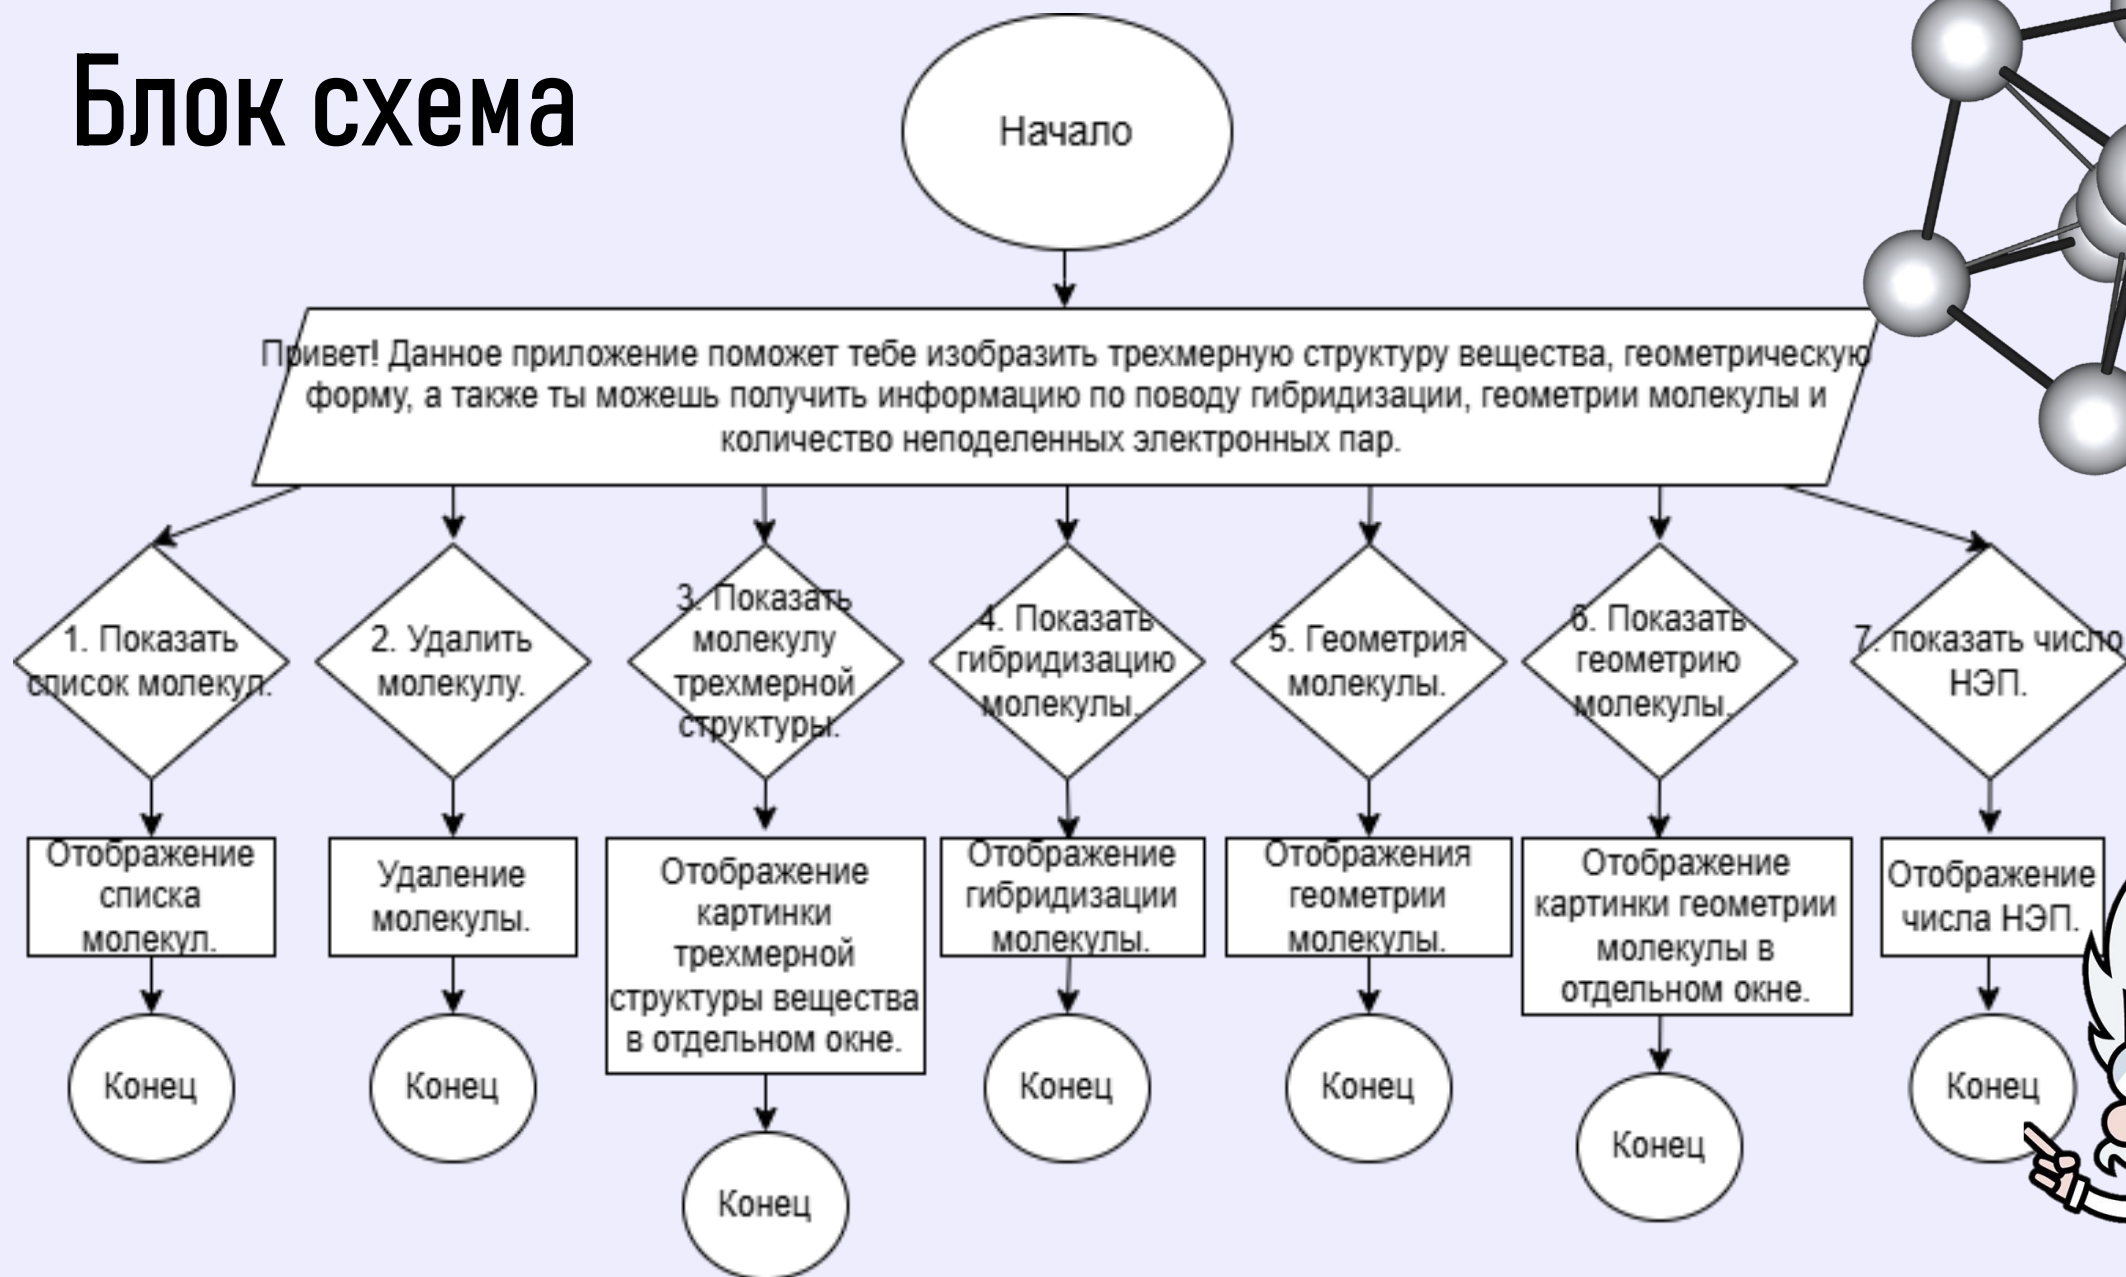 Блок схема
Начало
Привет! Данное приложение поможет тебе изобразить трехмерную структуру вещества, геометрическую
форму, а также ты можешь получить информацию по поводу гибридизации, геометрии молекулы и
количество неподеленных электронных пар.
1. Показать
список молекул.
2. Удалить
молекулу.
3. Показать
молекулу
трехмерной
структуры.
4. Показать
гибридизацию
молекулы.
5. Геометрия
молекулы.
6. Показать
геометрию
молекулы.
7. показать число
НЭП.
Отображение
списка
молекул.
Удаление
молекулы.
Отображение
картинки
трехмерной
структуры вещества
в отдельном окне.
Отображение
гибридизации
молекулы.
Отображения
геометрии
молекулы.
Отображение
картинки геометрии
молекулы в
отдельном окне.
Отображение
числа НЭП.
Конец
Конец
Конец
Конец
Конец
Конец
Конец